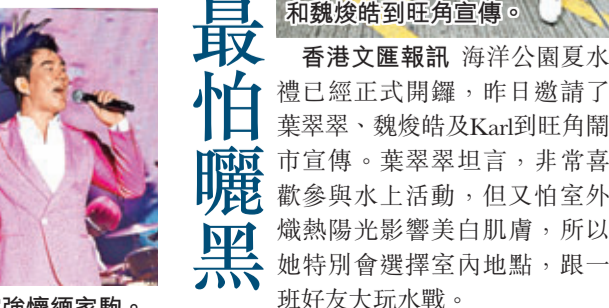 最怕曬黑
和魏焌皓到旺角宣傳。
香港文匯報訊 海洋公園夏水
禮已經正式開鑼，昨日邀請了
葉翠翠、魏焌皓及Karl到旺角鬧
市宣傳。葉翠翠坦言，非常喜
歡參與水上活動，但又怕室外
熾熱陽光影響美白肌膚，所以
她特別會選擇室內地點，跟一
班好友大玩水戰。
強懷緬家駒。